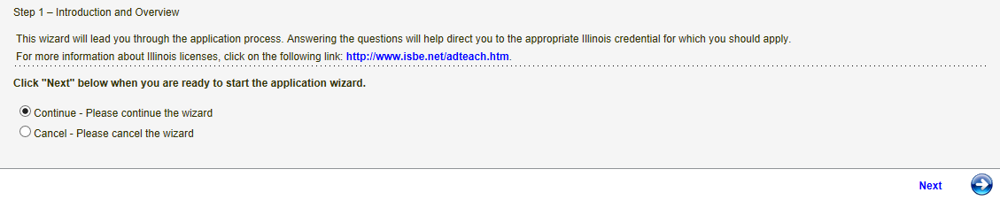 Step 1 – Introduction and Overview
This wizard will lead you through the application process. Answering the questions will help direct you to the appropriate Illinois credential for which you should apply.
For more information about Illinois licenses, click on the following link: http://www.isbe.net/adteach.htm.
Click "Next" below when you are ready to start the application wizard.
Continue - Please continue the wizard
Cancel - Please cancel the wizard
Next